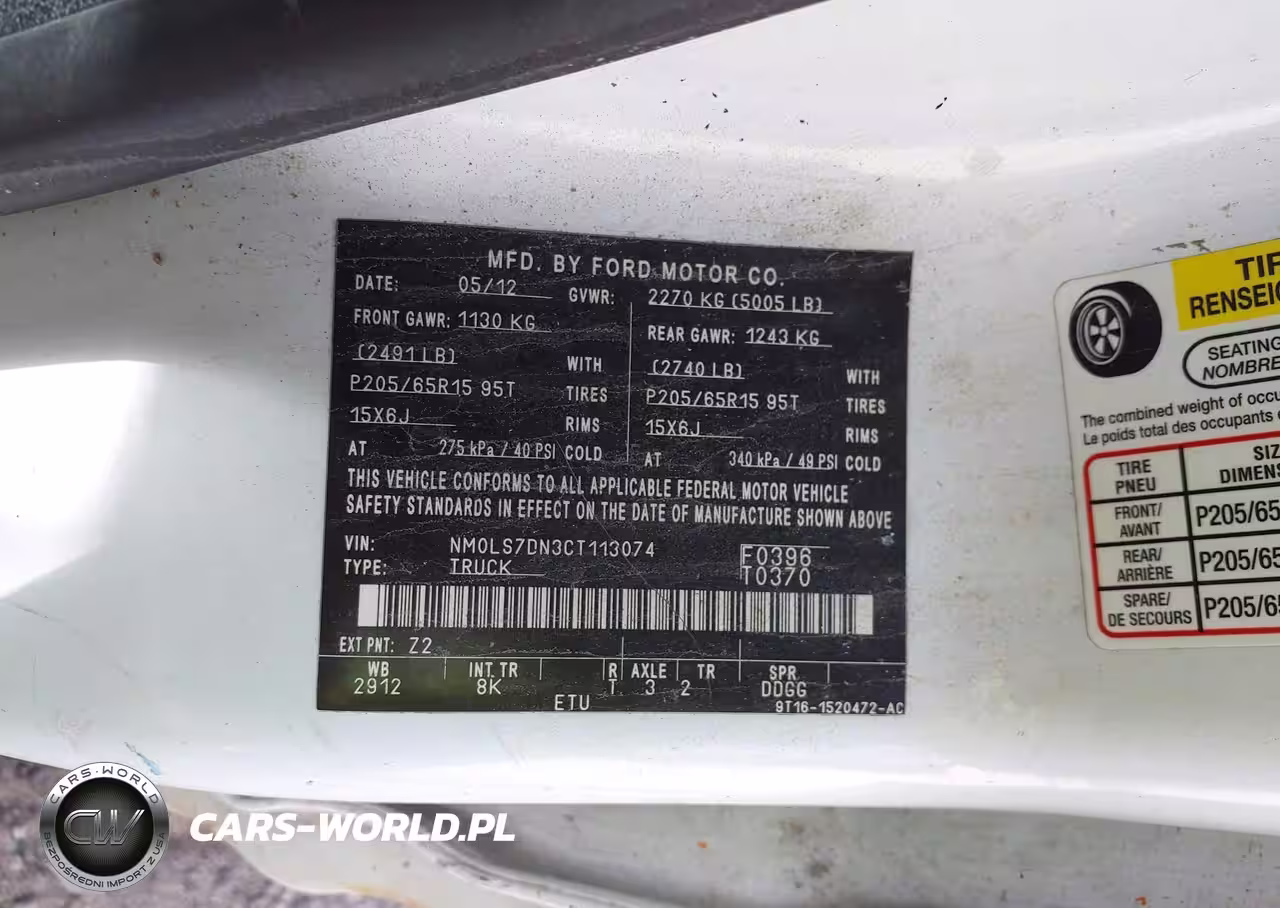 MFD. BY FORD MOTOR CO.
DATE: 05/12 GVWR: 2270 KG (5005 LB)
FRONT GAWR: 1130 KG REAR GAWR: 1243 KG
(2491 LB) WITH (2740 LB) WITH
P205/65R15 95T TIRES P205/65R15 95T TIRES
15X6J RIMS 15X6J RIMS
AT 275 kPa / 40 PSI COLD AT 340 kPa / 49 PSI COLD
THIS VEHICLE CONFORMS TO ALL APPLICABLE FEDERAL MOTOR VEHICLE
SAFETY STANDARDS IN EFFECT ON THE DATE OF MANUFACTURE SHOWN ABOVE
VIN: NM0LS7DN3CT113074 F0396
TYPE: TRUCK T0370
EXT PNT: Z2
WB INT. TR R AXLE TR SPR
2912 8K T 3 2 DDGG
ETU 9T16-1520472-AC
TIF
RENSEIG
SEATING
NOMBRE
The combined weight of occu
Le poids total des occupants
TIRE SIZ
PNEU DIMENS
FRONT/
AVANT P205/65
REAR/
ARRIÈRE P205/65
SPARE/
DE SECOURS P205/65
CARS-WORLD
CW
BEZPOŚREDNI IMPORT Z USA
CARS-WORLD.PL